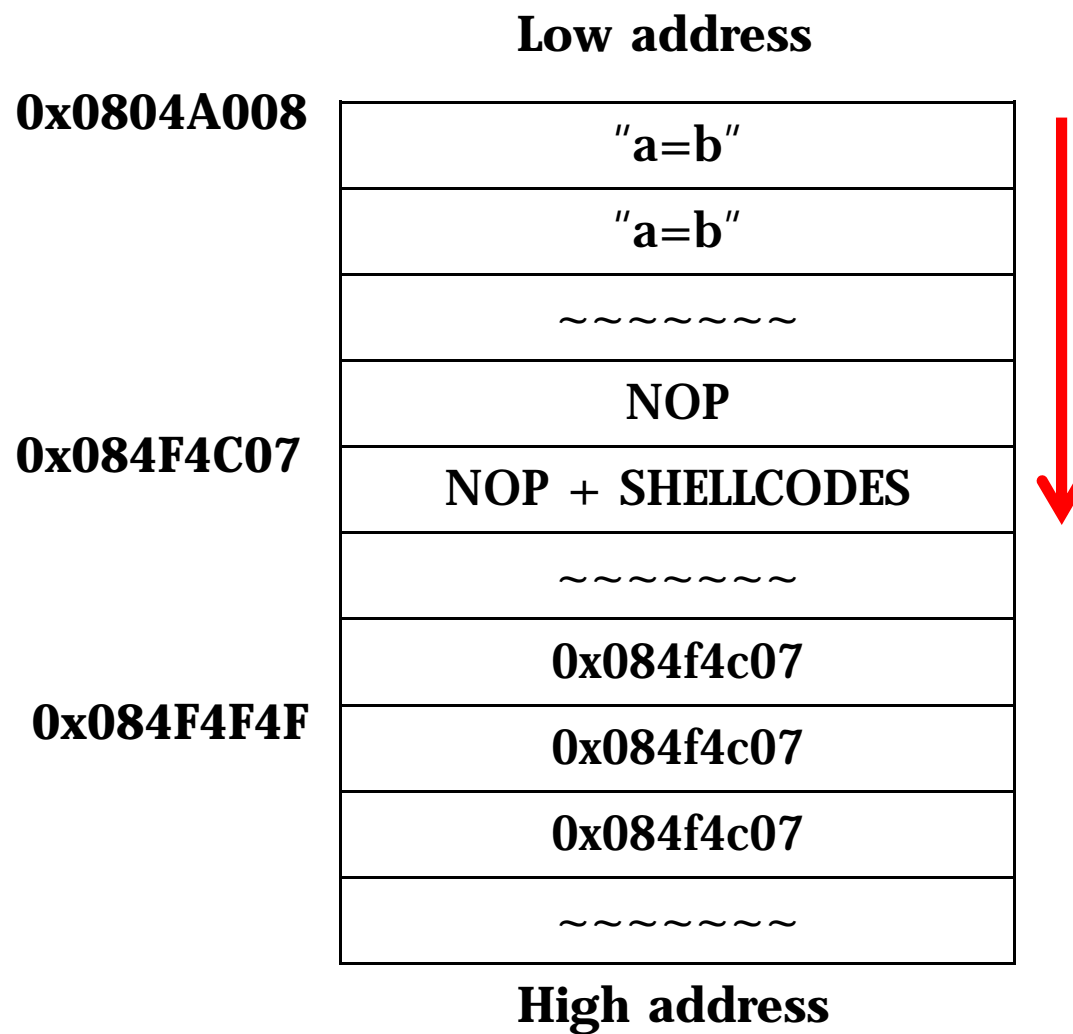 Low address
0x0804A008
"a=b"
"a=b"
~~~~~~~
NOP
0x084F4C07
NOP + SHELLCODES
~~~~~~~
0x084f4c07
0x084F4F4F
0x084f4c07
0x084f4c07
~~~~~~~
High address